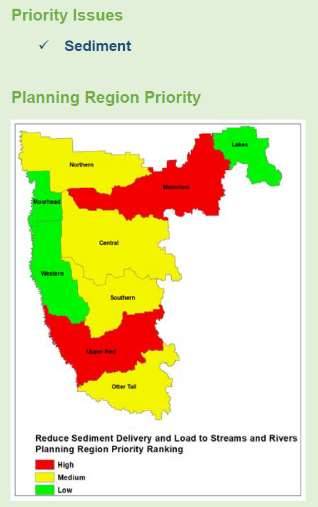 Priority Issues
✓ Sediment
Planning Region Priority
Lakes
Northern
Mainstem
Moorhead
Central
Western
Southern
Upper Red
Otter Tail
Reduce Sediment Delivery and Load to Streams and Rivers
Planning Region Priority Ranking
High
Medium
Low